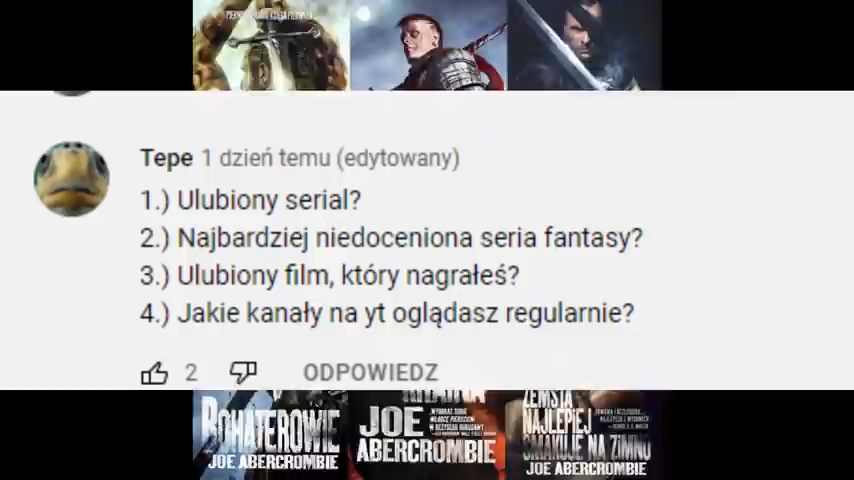 Tepe 1 dzień temu (edytowany)
1.) Ulubiony serial?
2.) Najbardziej niedoceniona seria fantasy?
3.) Ulubiony film, który nagrałeś?
4.) Jakie kanały na yt oglądasz regularnie?
2 ODPOWIEDZ
BOHATEROWIE
JOE ABERCROMBIE
JOE
ABERCROMBIE
ZEMSTA
NAJLEPIEJ
SMAKUJE NA ZIMNO
JOE ABERCROMBIE